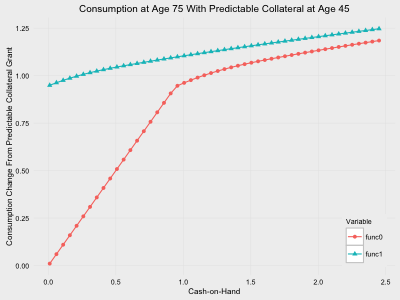 Consumption at Age 75 With Predictable Collateral at Age 45
Consumption Change From Predictable Collateral Grant
1.25
1.00
0.75
0.50
0.25
0.00
Variable
func0
func1
0.0 0.5 1.0 1.5 2.0 2.5
Cash-on-Hand